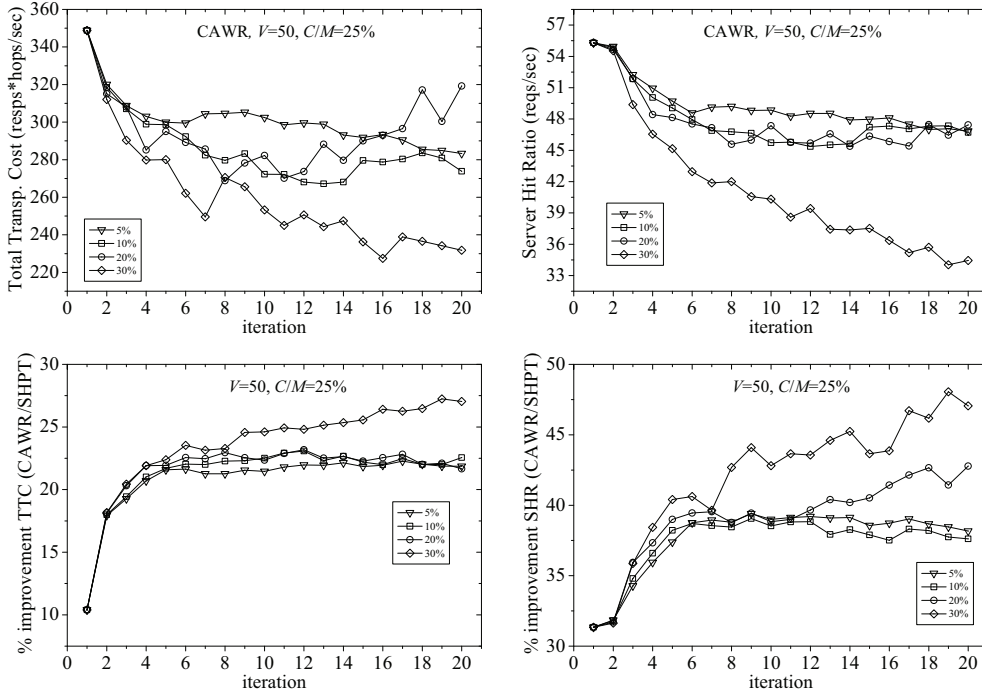 CAWR, V=50, C/M=25%
Total Transp. Cost (resps*hops/sec)
360
340
320
300
280
260
240
220
5%
10%
20%
30%
0 2 4 6 8 10 12 14 16 18 20
iteration
CAWR, V=50, C/M=25%
Server Hit Ratio (reqs/sec)
57
54
51
48
45
42
39
36
33
5%
10%
20%
30%
0 2 4 6 8 10 12 14 16 18 20
iteration
V=50, C/M=25%
% improvement TTC (CAWR/SHPT)
30
25
20
15
10
5%
10%
20%
30%
0 2 4 6 8 10 12 14 16 18 20
iteration
V=50, C/M=25%
% improvement SHR (CAWR/SHPT)
50
45
40
35
30
5%
10%
20%
30%
0 2 4 6 8 10 12 14 16 18 20
iteration